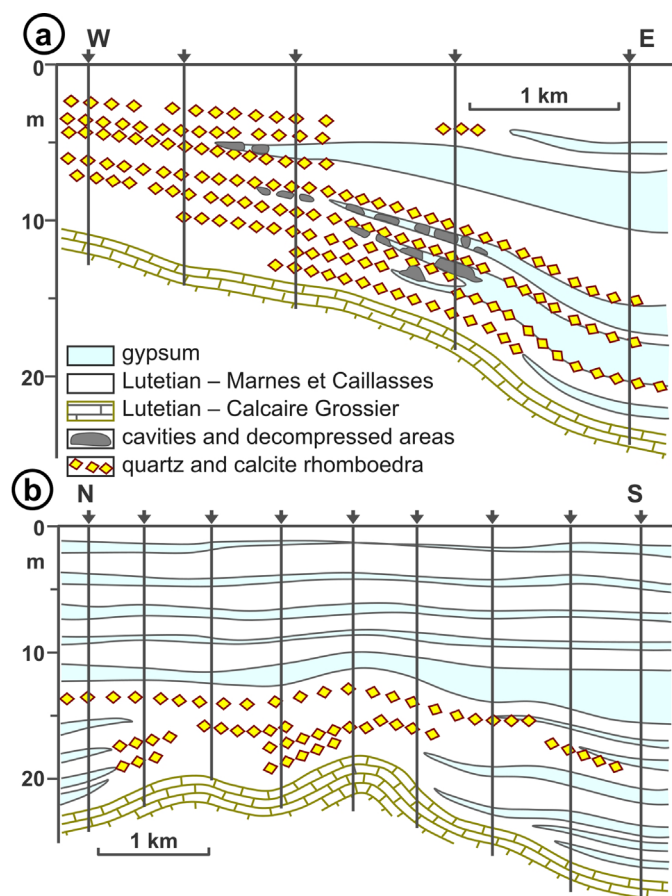 a
W
E
0
1 km
m
10
20
gypsum
Lutetian – Marnes et Caillasses
Lutetian – Calcaire Grossier
cavities and decompressed areas
quartz and calcite rhomboedra
b
N
S
0
m
10
20
1 km